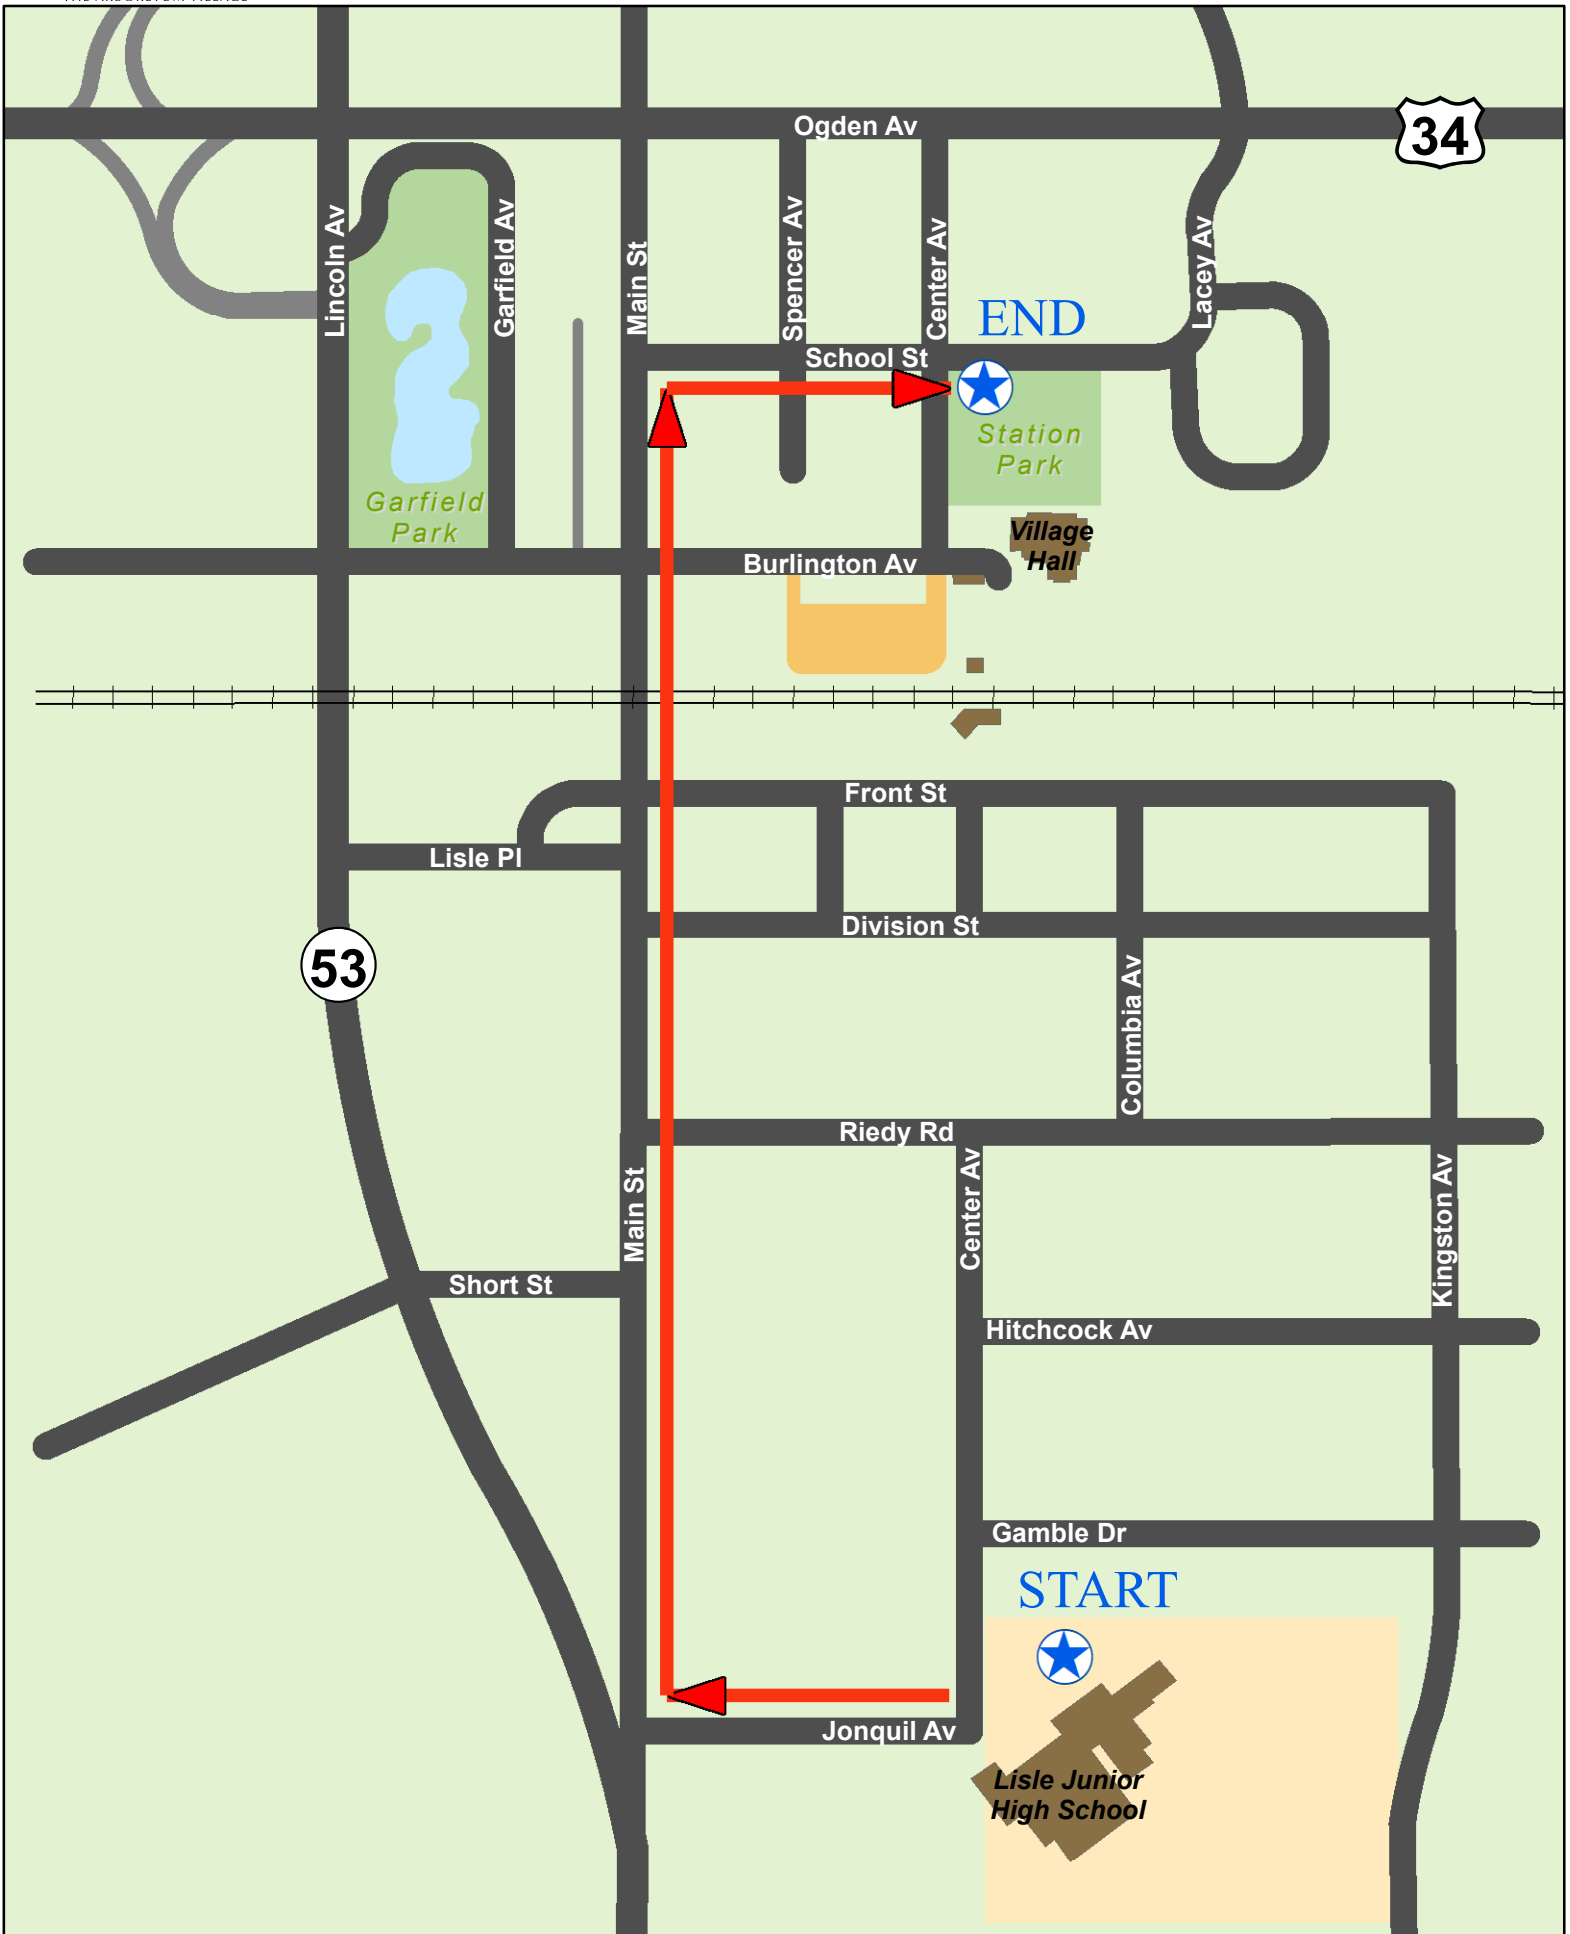 Ogden Av
34
Lincoln Av
Garfield Av
Main St
Spencer Av
Center Av
Lacey Av
END
School St
Station
Park
Garfield
Park
Village
Hall
Burlington Av
Front St
Lisle Pl
Division St
53
Columbia Av
Riedy Rd
Main St
Center Av
Kingston Av
Short St
Hitchcock Av
Gamble Dr
START
Jonquil Av
Lisle Junior
High School